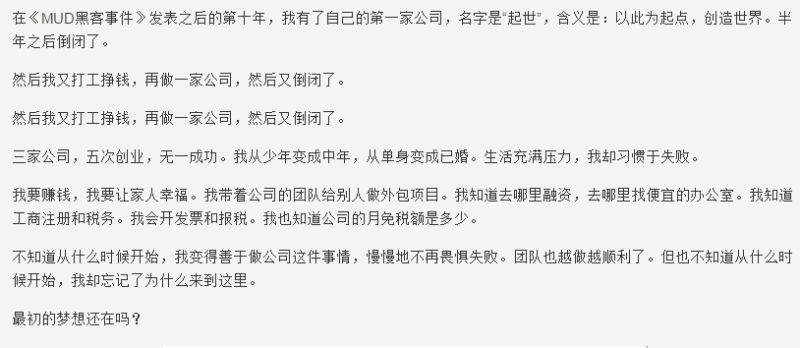 在《MUD黑客事件》发表之后的第十年，我有了自己的第一家公司，名字是“起世”，含义是：以此为起点，创造世界。半
年之后倒闭了。
然后我又打工挣钱，再做一家公司，然后又倒闭了。
然后我又打工挣钱，再做一家公司，然后又倒闭了。
三家公司，五次创业，无一成功。我从少年变成中年，从单身变成已婚。生活充满压力，我却习惯于失败。
我要赚钱，我要让家人幸福。我带着公司的团队给别人做外包项目。我知道去哪里融资，去哪里找便宜的办公室。我知道
工商注册和税务。我会开发票和报税。我也知道公司的月免税额是多少。
不知道从什么时候开始，我变得善于做公司这件事情，慢慢地不再畏惧失败。团队也越做越顺利了。但也不知道从什么时
候开始，我却忘记了为什么来到这里。
最初的梦想还在吗？